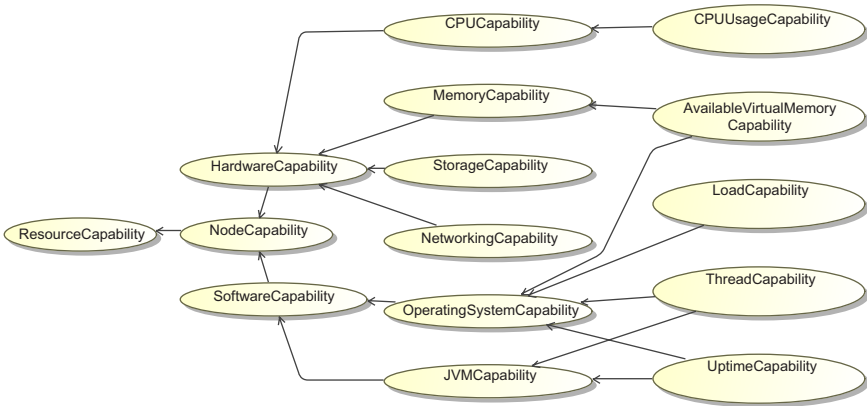 CPUCapability
CPUUsageCapability
MemoryCapability
AvailableVirtualMemory
Capability
HardwareCapability
StorageCapability
LoadCapability
ResourceCapability
NodeCapability
NetworkingCapability
SoftwareCapability
OperatingSystemCapability
ThreadCapability
JVMCapability
UptimeCapability